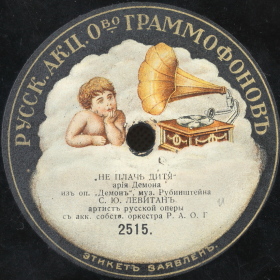 РУССК. АКЦ. О-во ГРАММОФОНОВЪ
„НЕ ПЛАЧЬ ДИТЯ“
арія Демона
изъ оп. „Демонъ“, муз. Рубинштейна
С. Ю. ЛЕВИТАНЪ.
артистъ русской оперы
съ акк. собств. оркестра Р. А. О. Г
2515.
ЭТИКЕТЪ ЗАЯВЛЕНЪ.